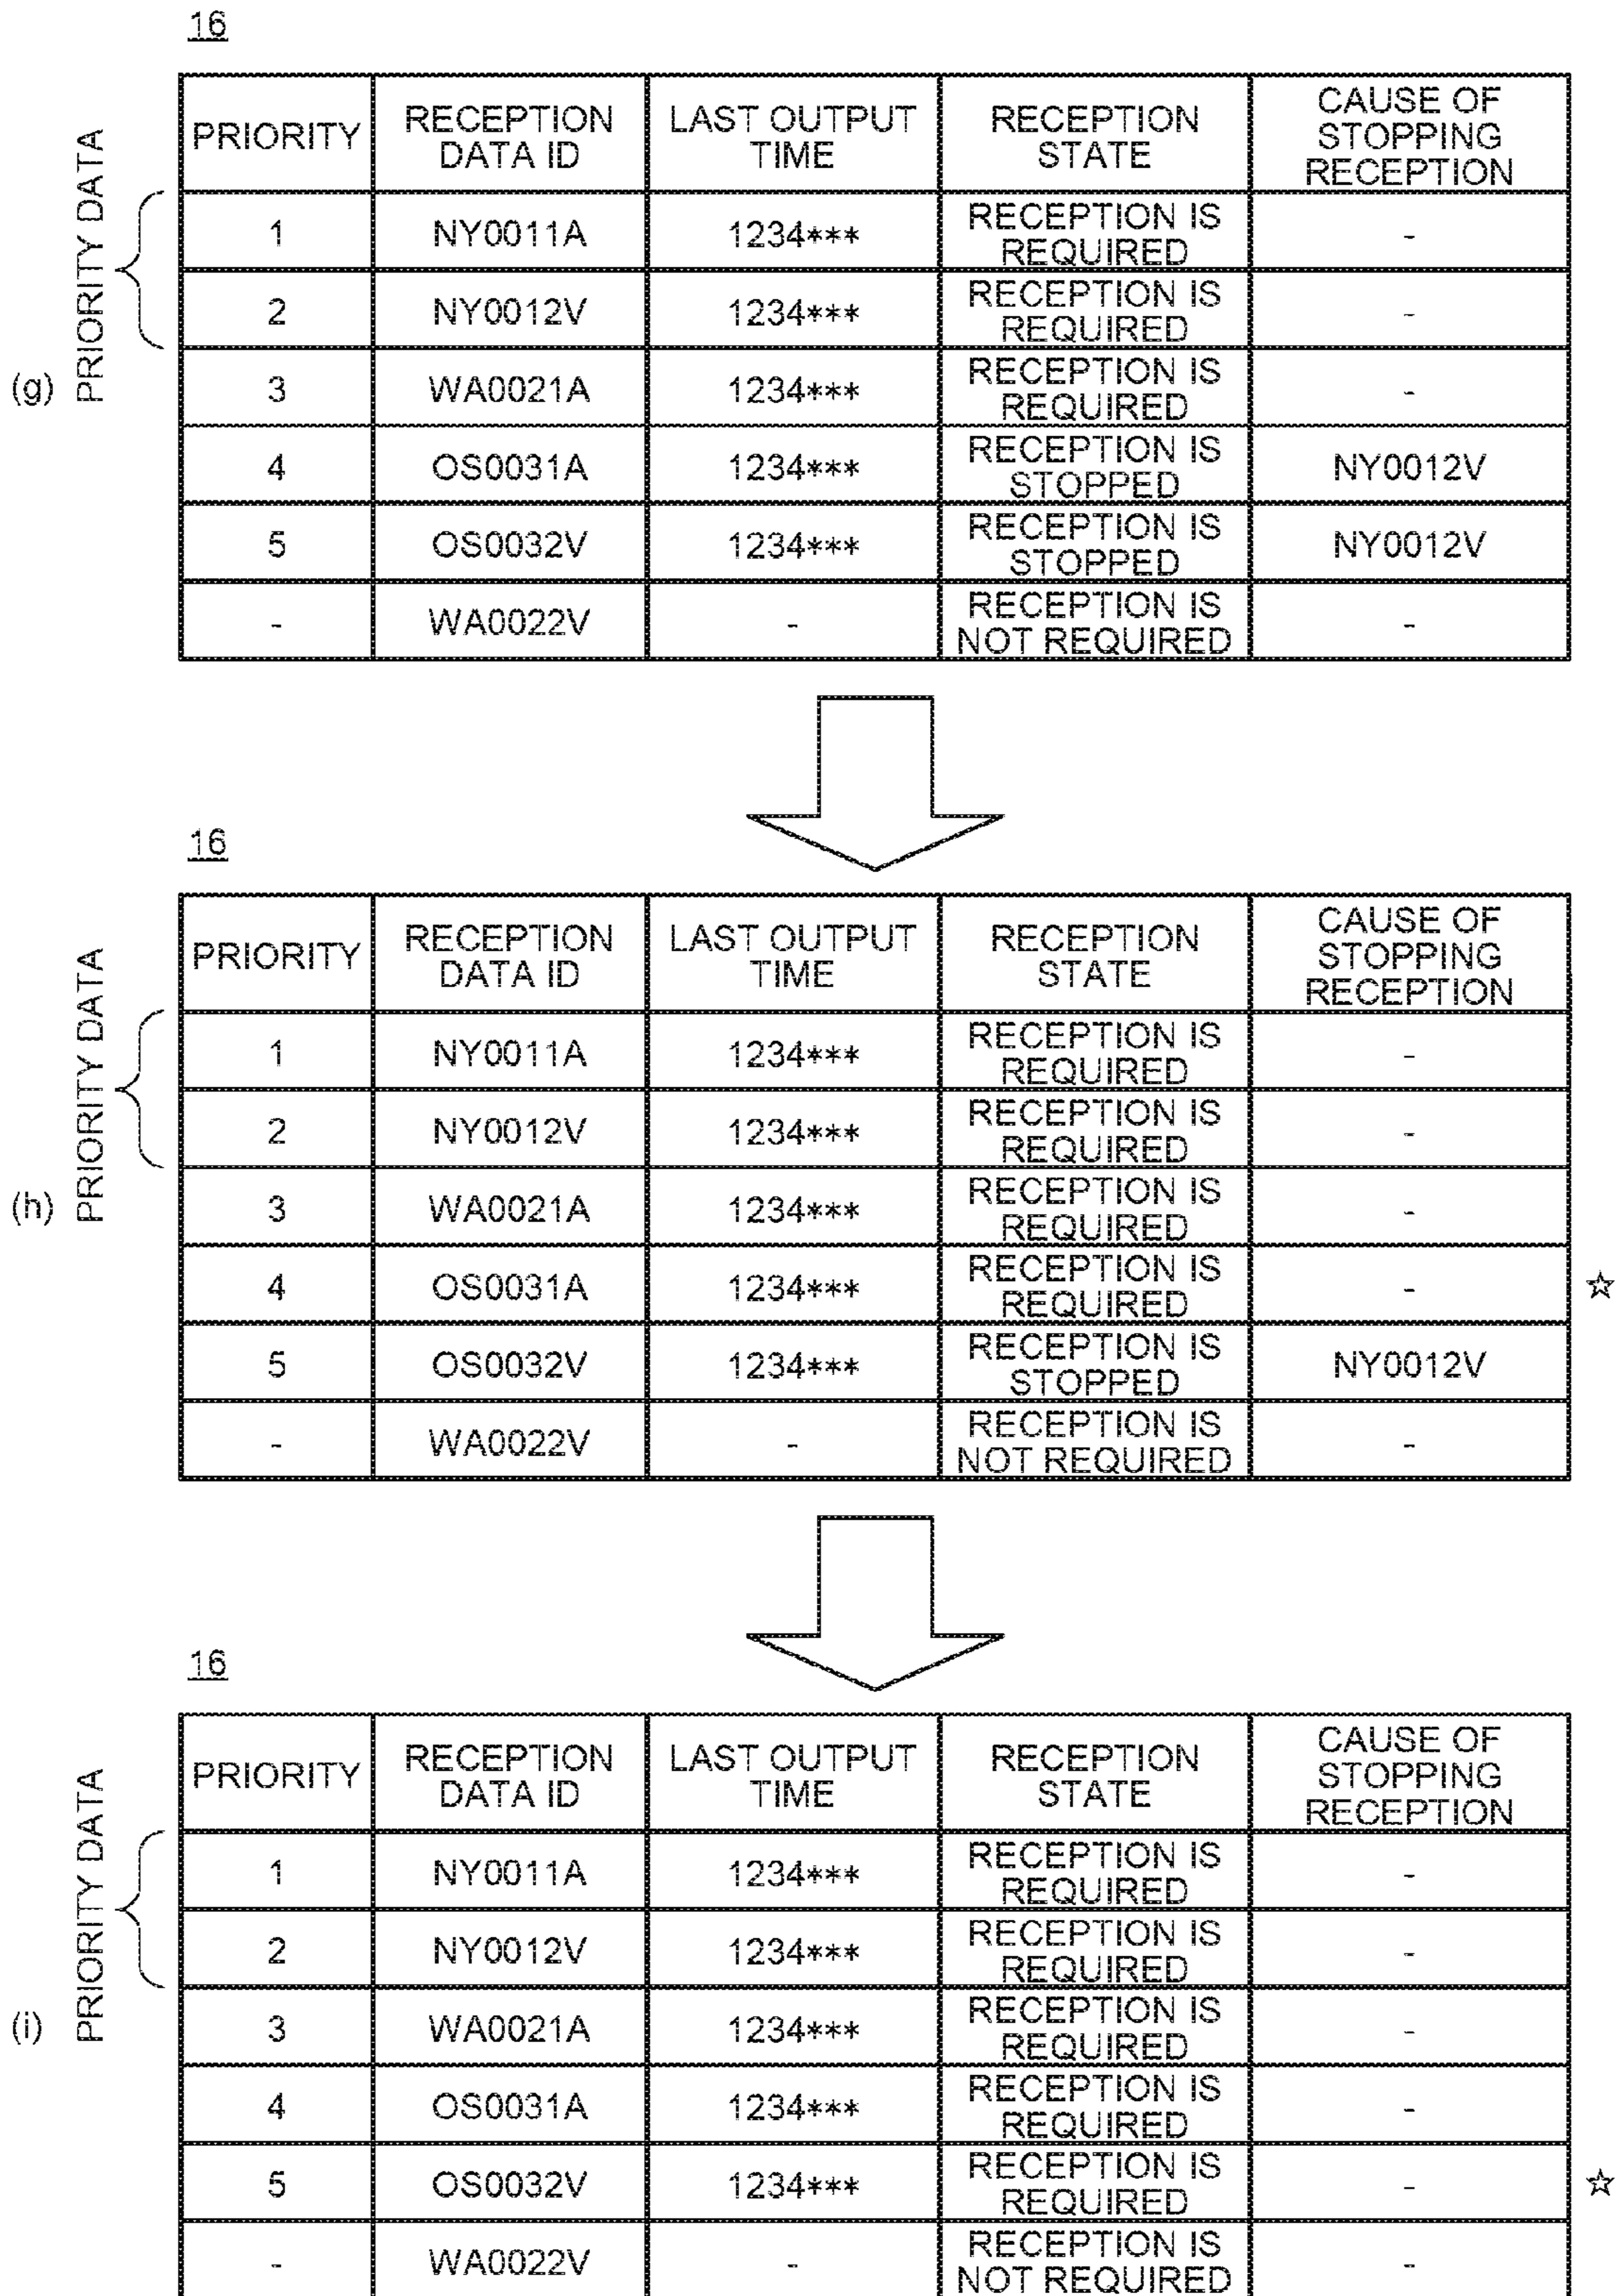 16
PRIORITY DATA
(g)
PRIORITY RECEPTION DATA ID LAST OUTPUT TIME RECEPTION STATE CAUSE OF STOPPING RECEPTION
1 NY0011A 1234*** RECEPTION IS REQUIRED -
2 NY0012V 1234*** RECEPTION IS REQUIRED -
3 WA0021A 1234*** RECEPTION IS REQUIRED -
4 OS0031A 1234*** RECEPTION IS STOPPED NY0012V
5 OS0032V 1234*** RECEPTION IS STOPPED NY0012V
- WA0022V - RECEPTION IS NOT REQUIRED -
16
PRIORITY DATA
(h)
PRIORITY RECEPTION DATA ID LAST OUTPUT TIME RECEPTION STATE CAUSE OF STOPPING RECEPTION
1 NY0011A 1234*** RECEPTION IS REQUIRED -
2 NY0012V 1234*** RECEPTION IS REQUIRED -
3 WA0021A 1234*** RECEPTION IS REQUIRED -
4 OS0031A 1234*** RECEPTION IS REQUIRED - ☆
5 OS0032V 1234*** RECEPTION IS STOPPED NY0012V
- WA0022V - RECEPTION IS NOT REQUIRED -
16
PRIORITY DATA
(i)
PRIORITY RECEPTION DATA ID LAST OUTPUT TIME RECEPTION STATE CAUSE OF STOPPING RECEPTION
1 NY0011A 1234*** RECEPTION IS REQUIRED -
2 NY0012V 1234*** RECEPTION IS REQUIRED -
3 WA0021A 1234*** RECEPTION IS REQUIRED -
4 OS0031A 1234*** RECEPTION IS REQUIRED -
5 OS0032V 1234*** RECEPTION IS REQUIRED - ☆
- WA0022V - RECEPTION IS NOT REQUIRED -